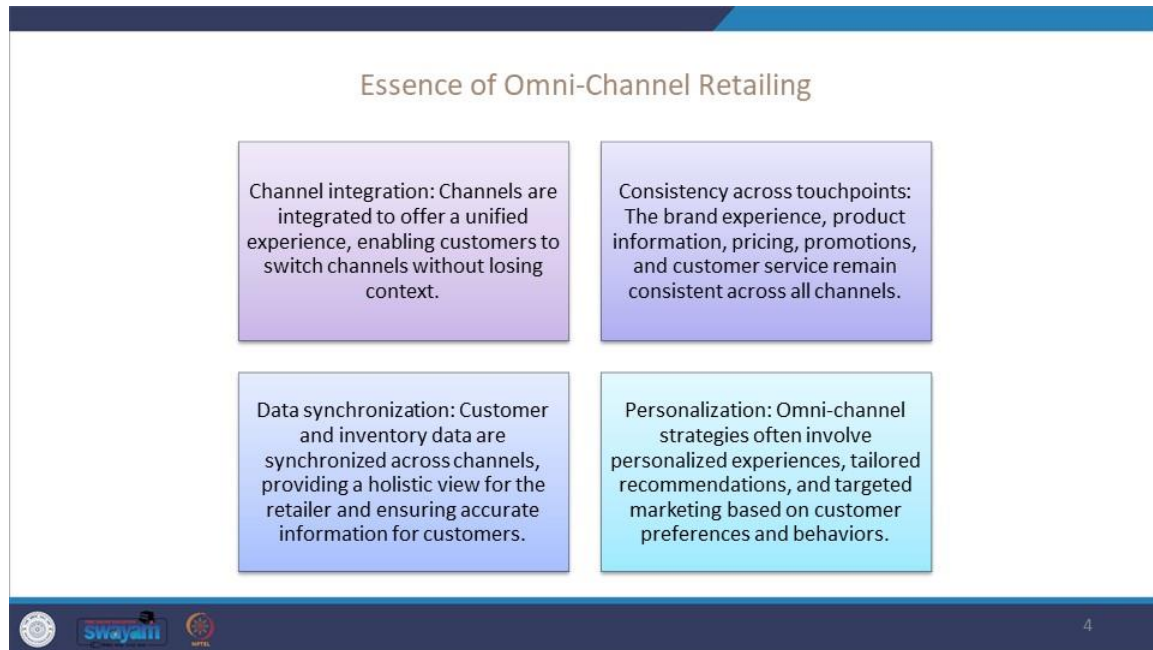 Essence of Omni-Channel Retailing
Channel integration: Channels are
integrated to offer a unified
experience, enabling customers to
switch channels without losing
context.
Consistency across touchpoints:
The brand experience, product
information, pricing, promotions,
and customer service remain
consistent across all channels.
Data synchronization: Customer
and inventory data are
synchronized across channels,
providing a holistic view for the
retailer and ensuring accurate
information for customers.
Personalization: Omni-channel
strategies often involve
personalized experiences, tailored
recommendations, and targeted
marketing based on customer
preferences and behaviors.
swayam
NPTEL
4